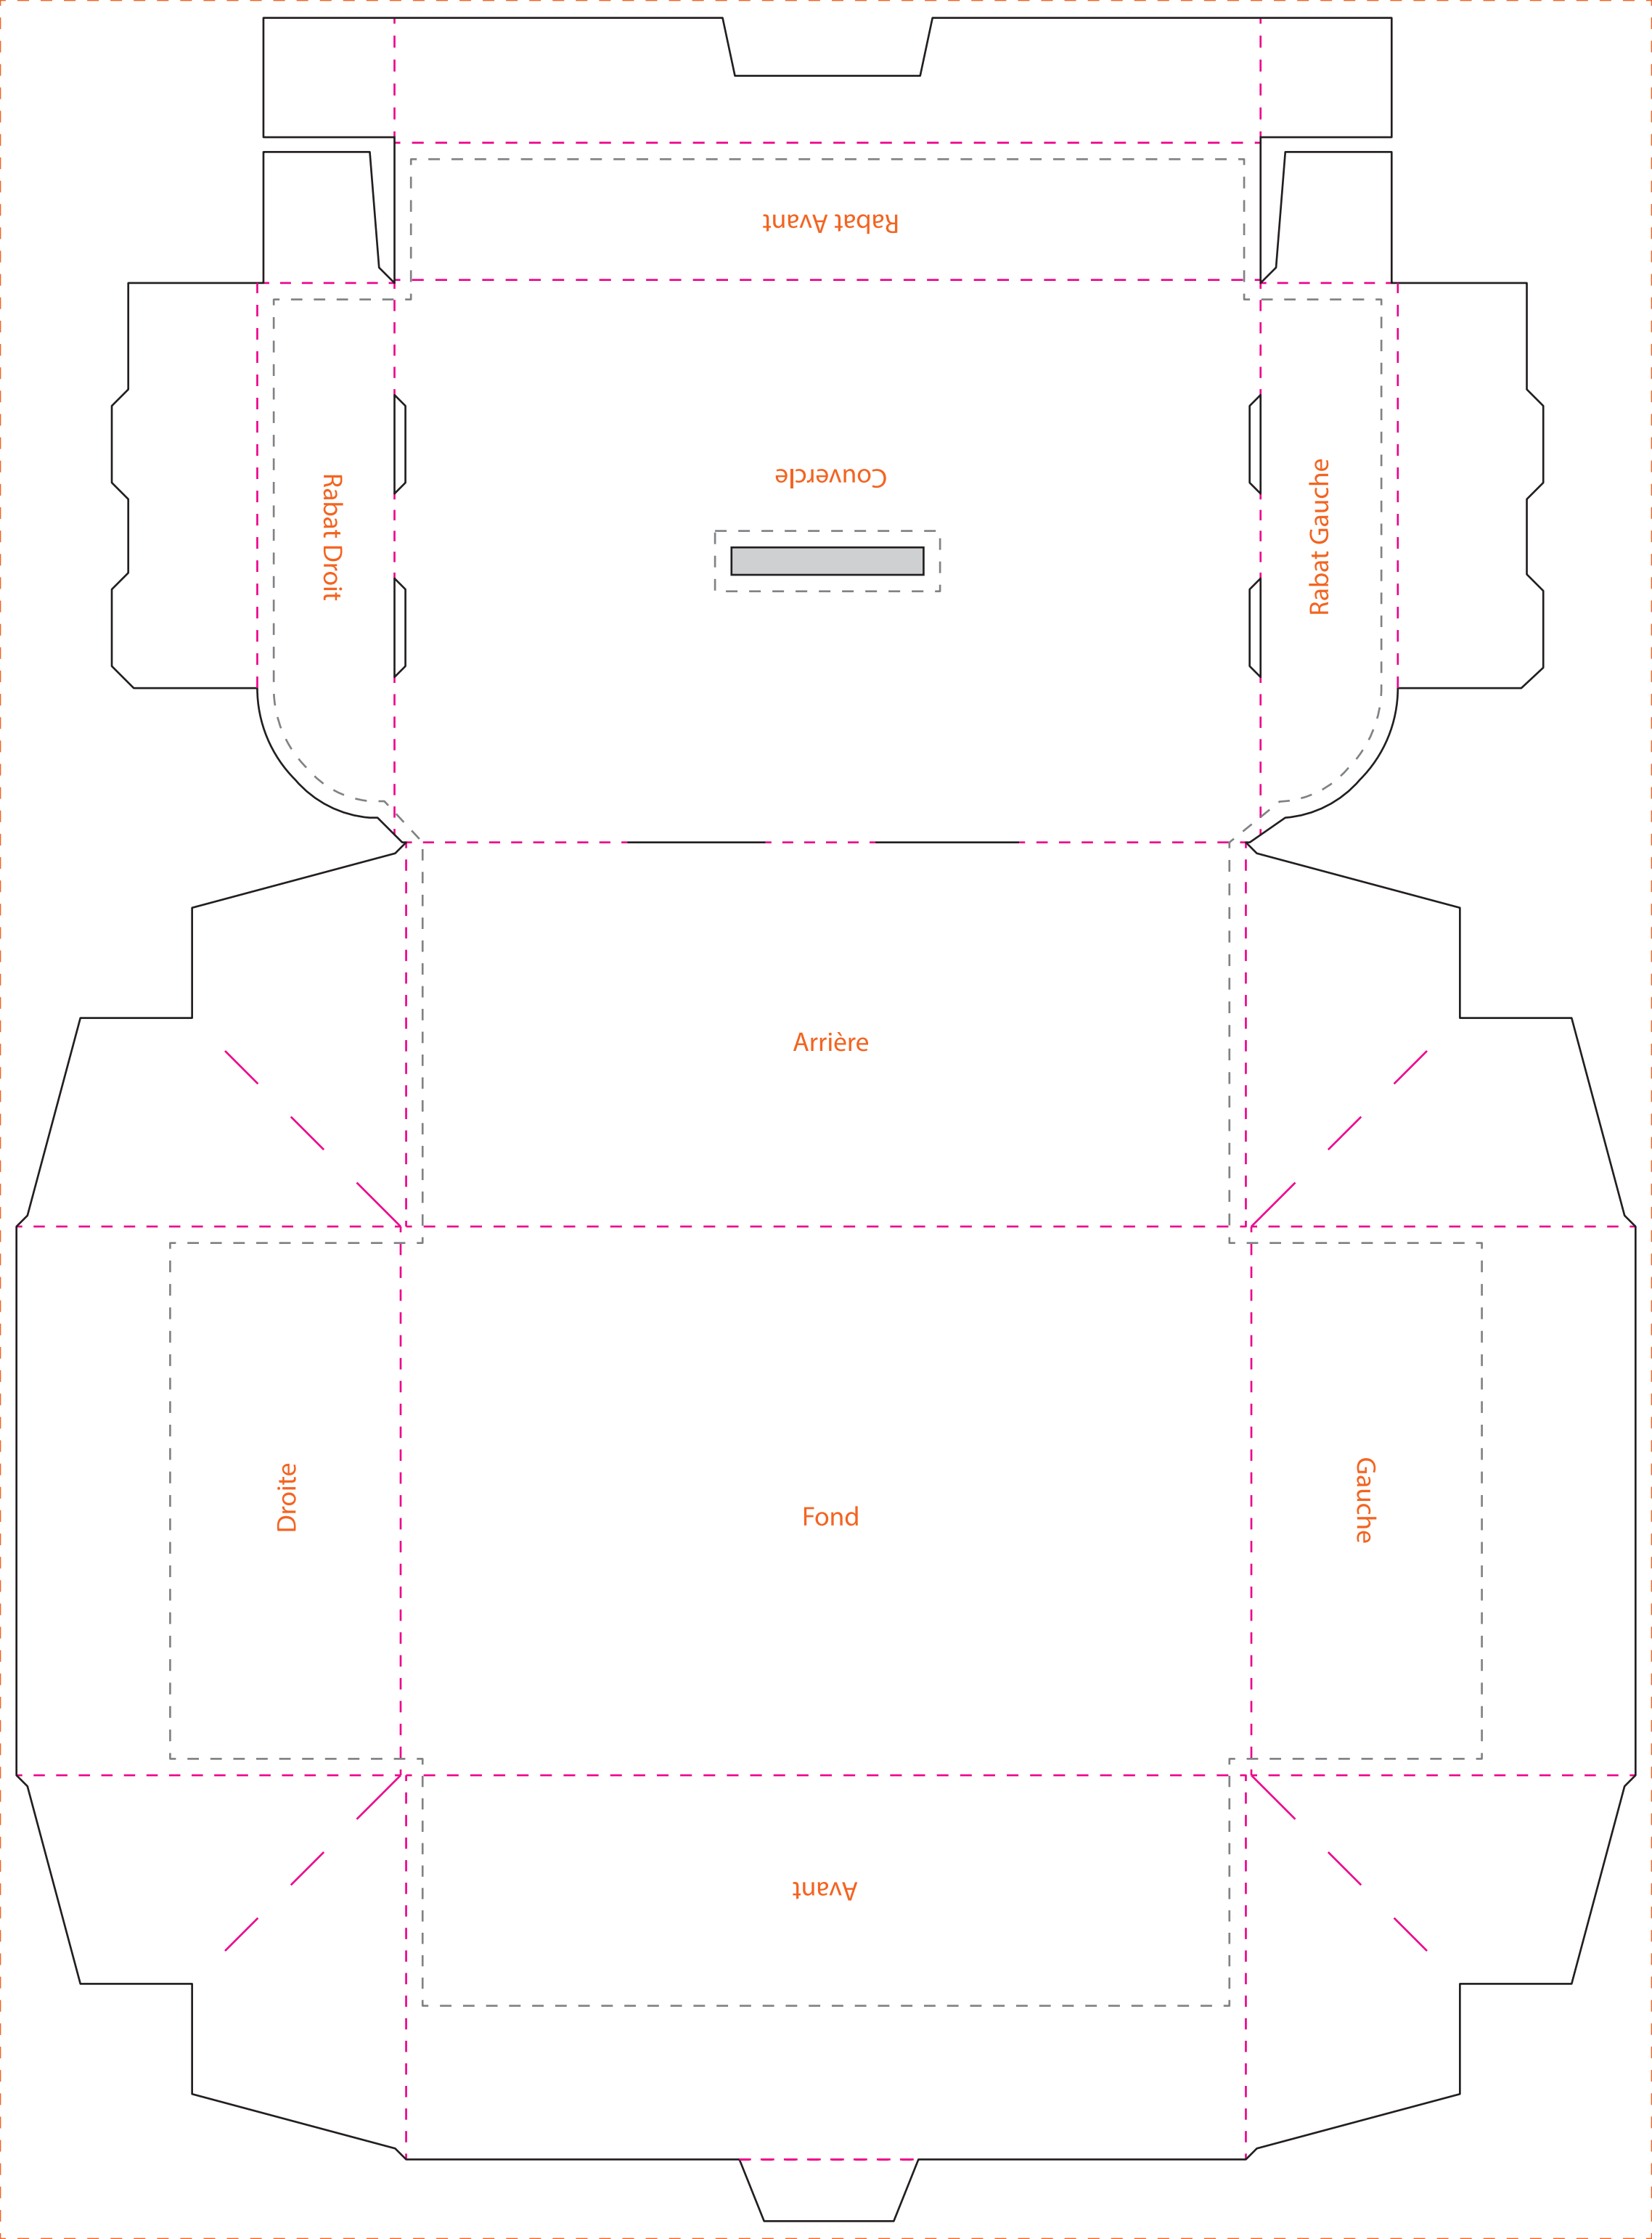 Rabat Avant
Couvercle
Rabat Droit
Rabat Gauche
Arrière
Droite
Fond
Gauche
Avant